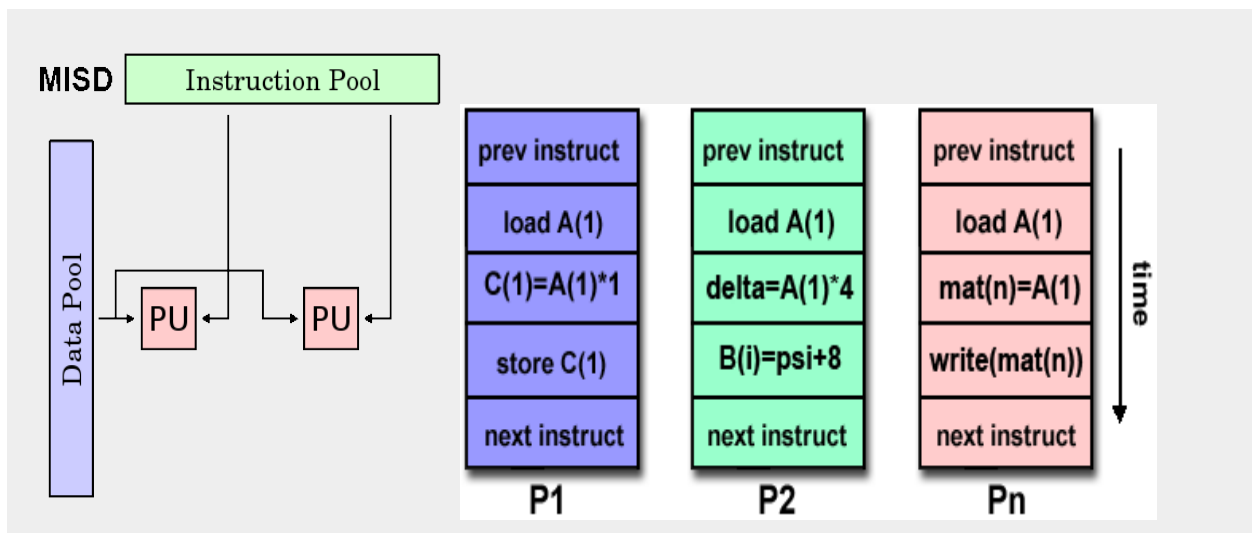 MISD
Instruction Pool
Data Pool
PU
PU
prev instruct
load A(1)
C(1)=A(1)*1
store C(1)
next instruct
P1
prev instruct
load A(1)
delta=A(1)*4
B(i)=psi+8
next instruct
P2
prev instruct
load A(1)
mat(n)=A(1)
write(mat(n))
next instruct
Pn
time